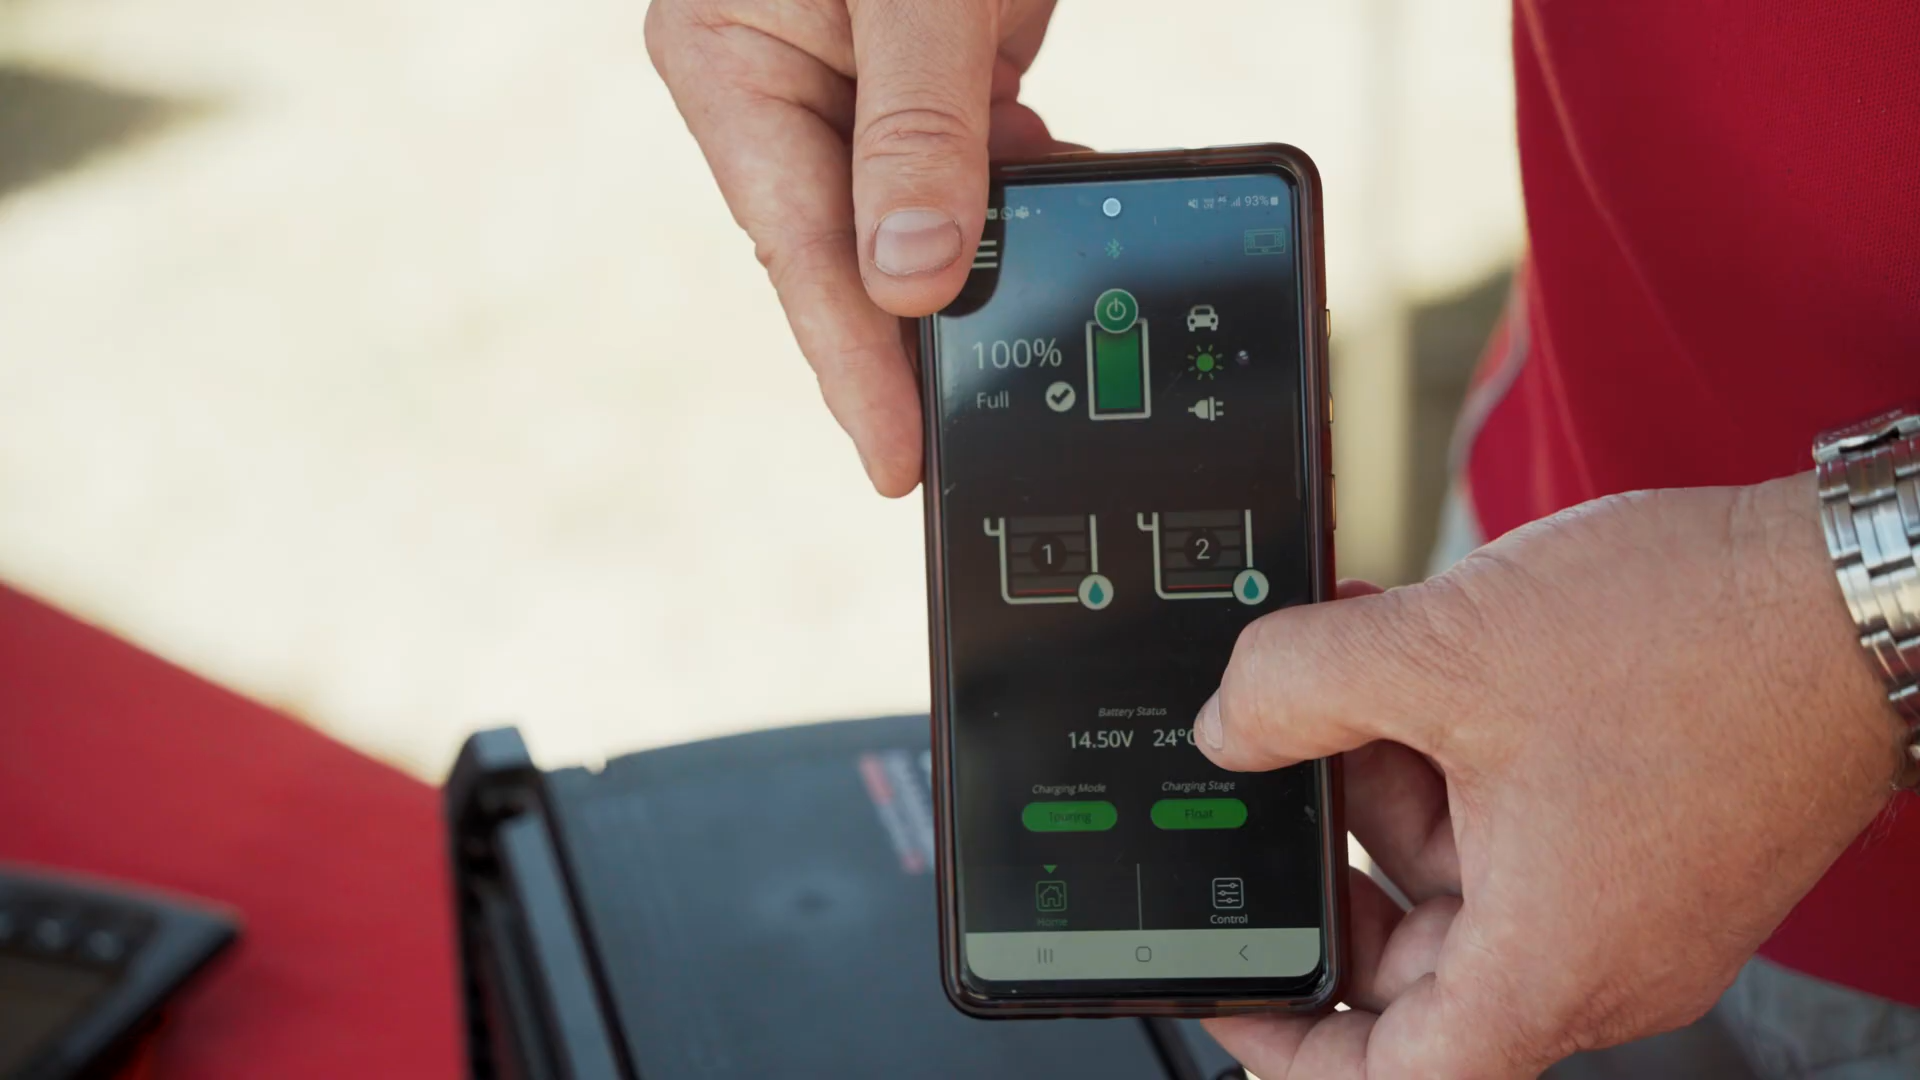 93%
100%
Full
1
2
Battery Status
14.50V 24°C
Charging Mode
Charging Stage
Touring
Float
Home
Control